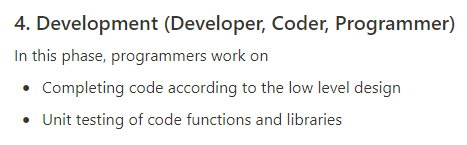 4. Development (Developer, Coder, Programmer)
In this phase, programmers work on
• Completing code according to the low level design
• Unit testing of code functions and libraries